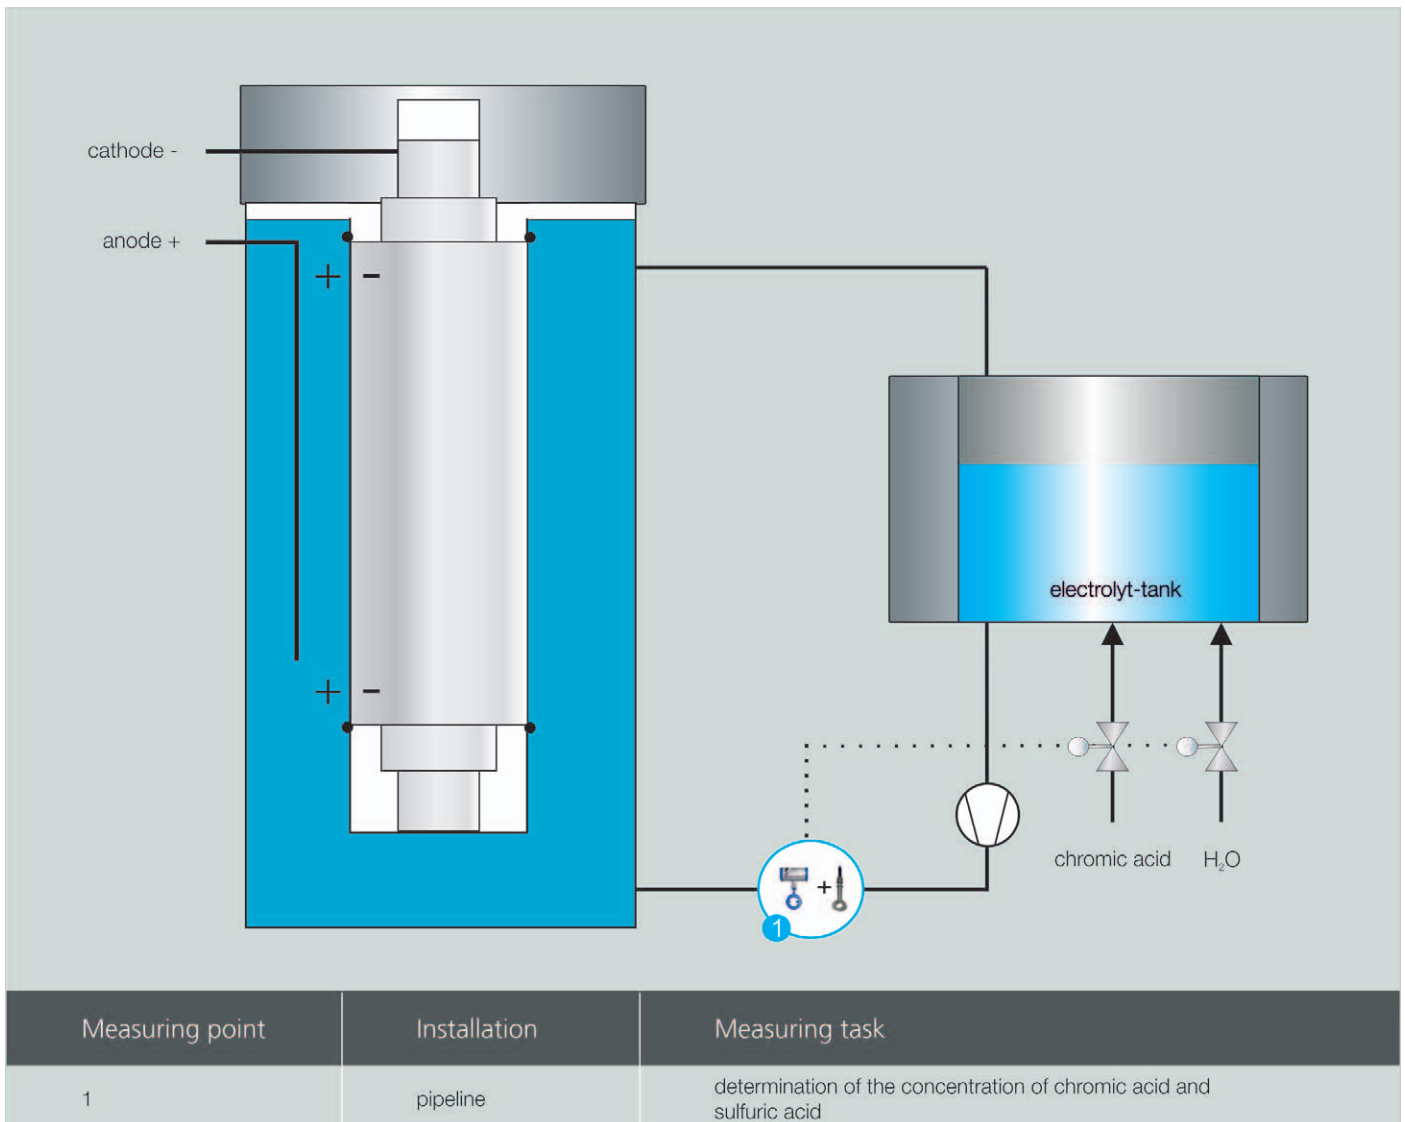 cathode -
anode +
+ -
electrolyt-tank
+ -
chromic acid
H₂O
+
1
Measuring point
Installation
Measuring task
1
pipeline
determination of the concentration of chromic acid and
sulfuric acid